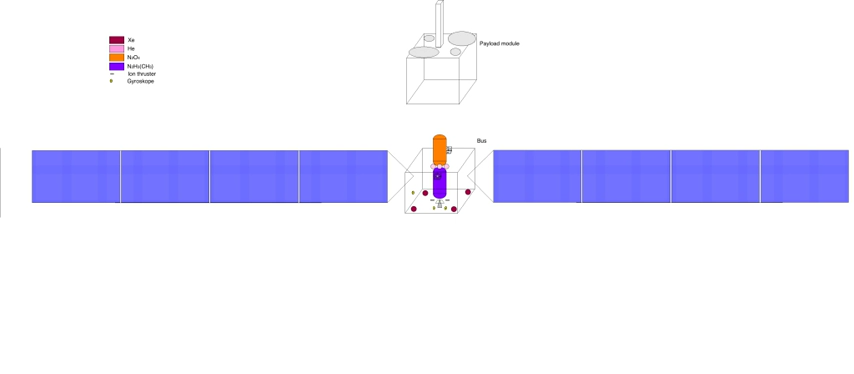 Xe
He
N₂O₄
N₂H₃(CH₃)
Ion thruster
Gyroskope
Payload module
Bus